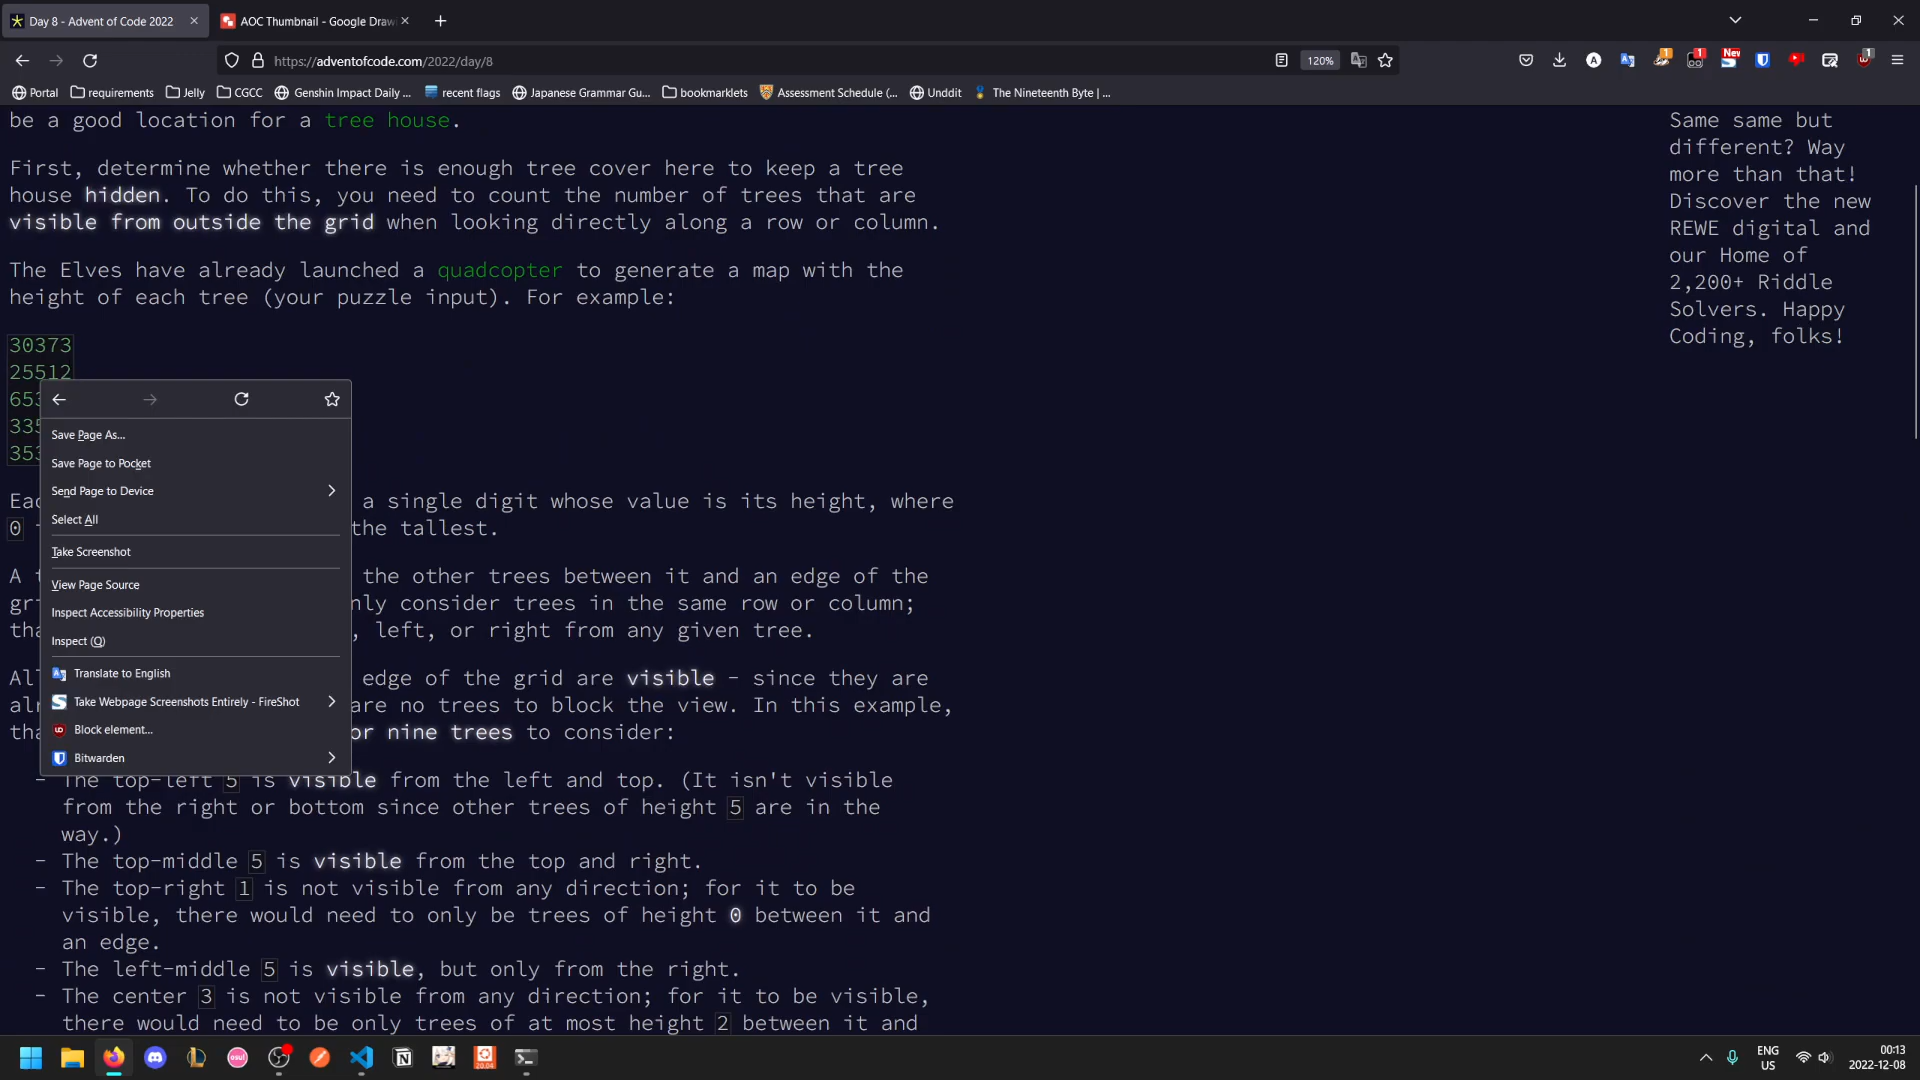 Day 8 - Advent of Code 2022
AOC Thumbnail - Google Draw
https://adventofcode.com/2022/day/8
120%
A
1
1
New
1
Portal
requirements
Jelly
CGCC
Genshin Impact Daily ...
recent flags
Japanese Grammar Gu...
bookmarklets
Assessment Schedule (...
Unddit
The Nineteenth Byte | ...
be a good location for a tree house.
First, determine whether there is enough tree cover here to keep a tree
house hidden. To do this, you need to count the number of trees that are
visible from outside the grid when looking directly along a row or column.
The Elves have already launched a quadcopter to generate a map with the
height of each tree (your puzzle input). For example:
30373
25512
653
335
353
Save Page As...
Save Page to Pocket
Send Page to Device
Select All
Take Screenshot
View Page Source
Inspect Accessibility Properties
Inspect (Q)
Translate to English
Take Webpage Screenshots Entirely - FireShot
Block element...
Bitwarden
a single digit whose value is its height, where
0
the tallest.
A
the other trees between it and an edge of the
nly consider trees in the same row or column;
, left, or right from any given tree.
edge of the grid are visible - since they are
are no trees to block the view. In this example,
or nine trees to consider:
- The top-left 5 is visible from the left and top. (It isn't visible
from the right or bottom since other trees of height 5 are in the
way.)
- The top-middle 5 is visible from the top and right.
- The top-right 1 is not visible from any direction; for it to be
visible, there would need to only be trees of height 0 between it and
an edge.
- The left-middle 5 is visible, but only from the right.
- The center 3 is not visible from any direction; for it to be visible,
there would need to be only trees of at most height 2 between it and
Same same but
different? Way
more than that!
Discover the new
REWE digital and
our Home of
2,200+ Riddle
Solvers. Happy
Coding, folks!
osu!
20.04
ENG
US
00:13
2022-12-08